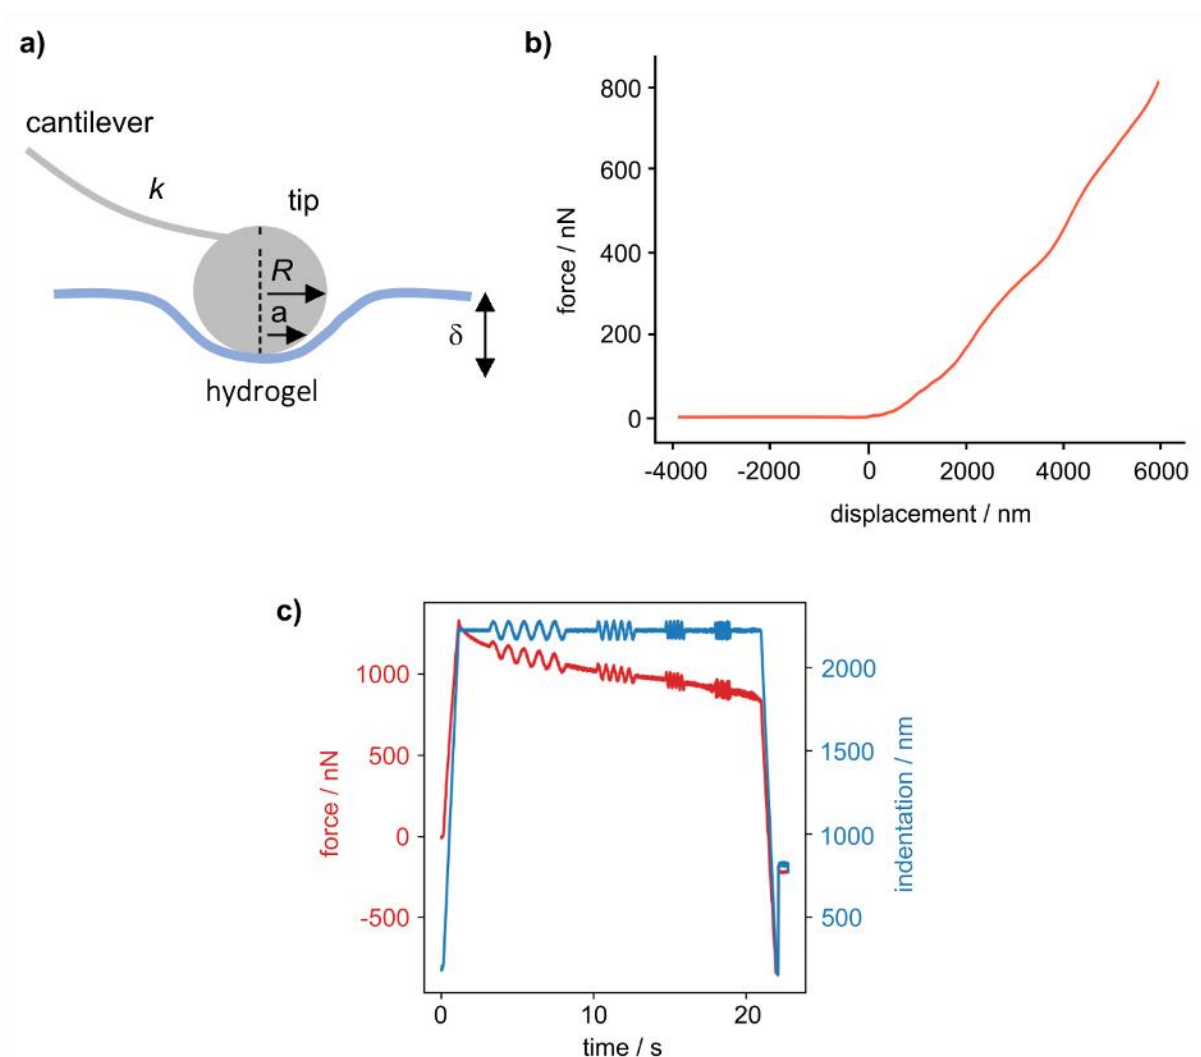 a)
cantilever
k
tip
R
a
δ
hydrogel
b)
800
600
400
200
0
force / nN
-4000 -2000 0 2000 4000 6000
displacement / nm
c)
1000
500
0
-500
force / nN
2000
1500
1000
500
indentation / nm
0 10 20
time / s